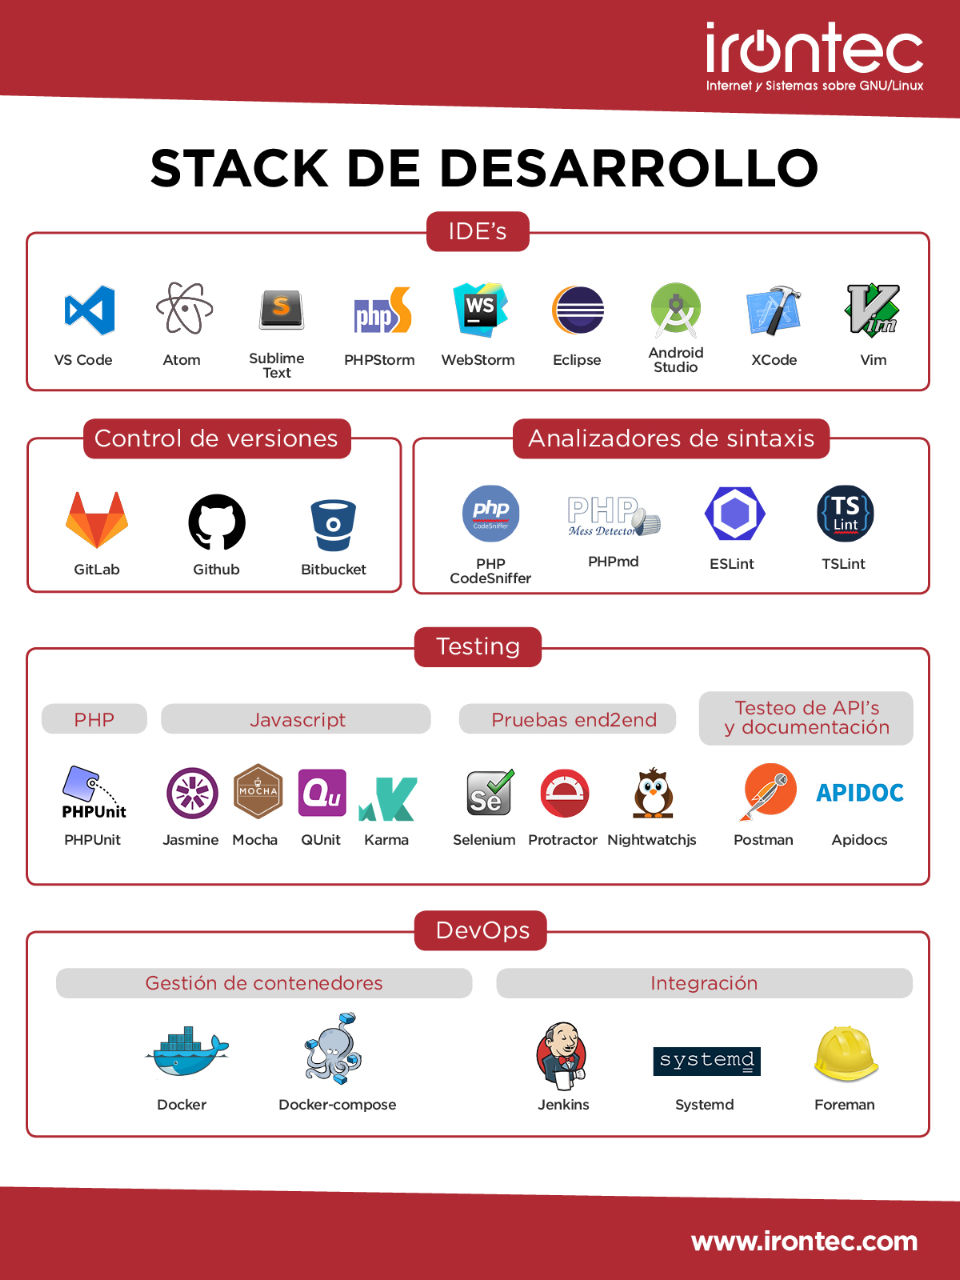 irontec
Internet y Sistemas sobre GNU/Linux
STACK DE DESARROLLO
IDE's
S
php S
WS
Vim
VS Code
Atom
Sublime
Text
PHPStorm
WebStorm
Eclipse
Android
Studio
XCode
Vim
Control de versiones
GitLab
Github
Bitbucket
Analizadores de sintaxis
php
CodeSniffer
PHP
Mess Detector
{TS}
Lint
PHP
CodeSniffer
PHPmd
ESLint
TSLint
Testing
PHP
Javascript
Pruebas end2end
Testeo de API's
y documentación
PHPUnit
MOCHA
QU
K
Se
APIDOC
PHPUnit
Jasmine
Mocha
QUnit
Karma
Selenium
Protractor
Nightwatchjs
Postman
Apidocs
DevOps
Gestión de contenedores
Integración
systemd
Docker
Docker-compose
Jenkins
Systemd
Foreman
www.irontec.com